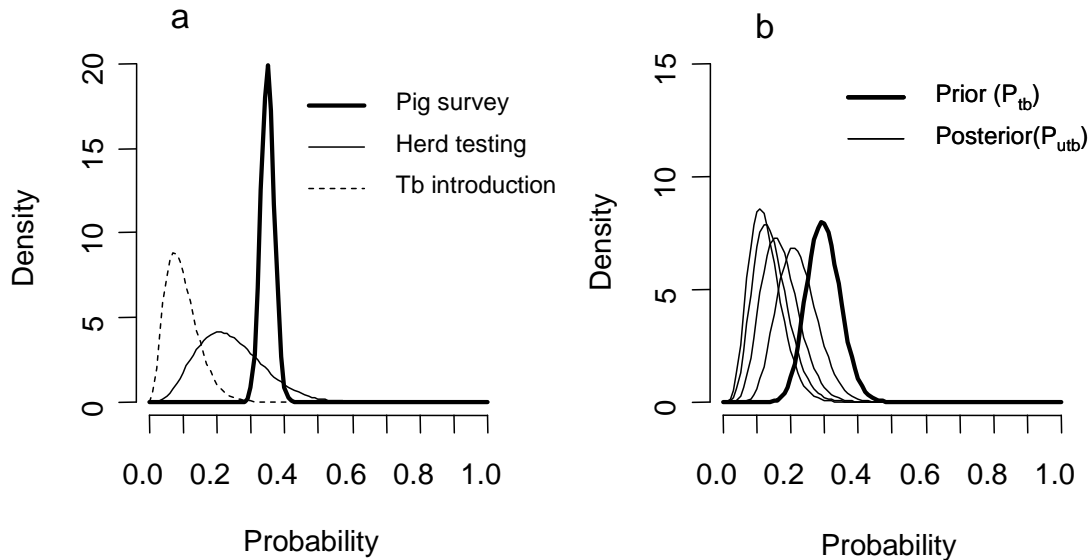 a
20
15
10
5
0
Density
Pig survey
Herd testing
Tb introduction
0.0 0.2 0.4 0.6 0.8 1.0
Probability
b
15
10
5
0
Density
Prior (Ptb)
Posterior(Putb)
0.0 0.2 0.4 0.6 0.8 1.0
Probability